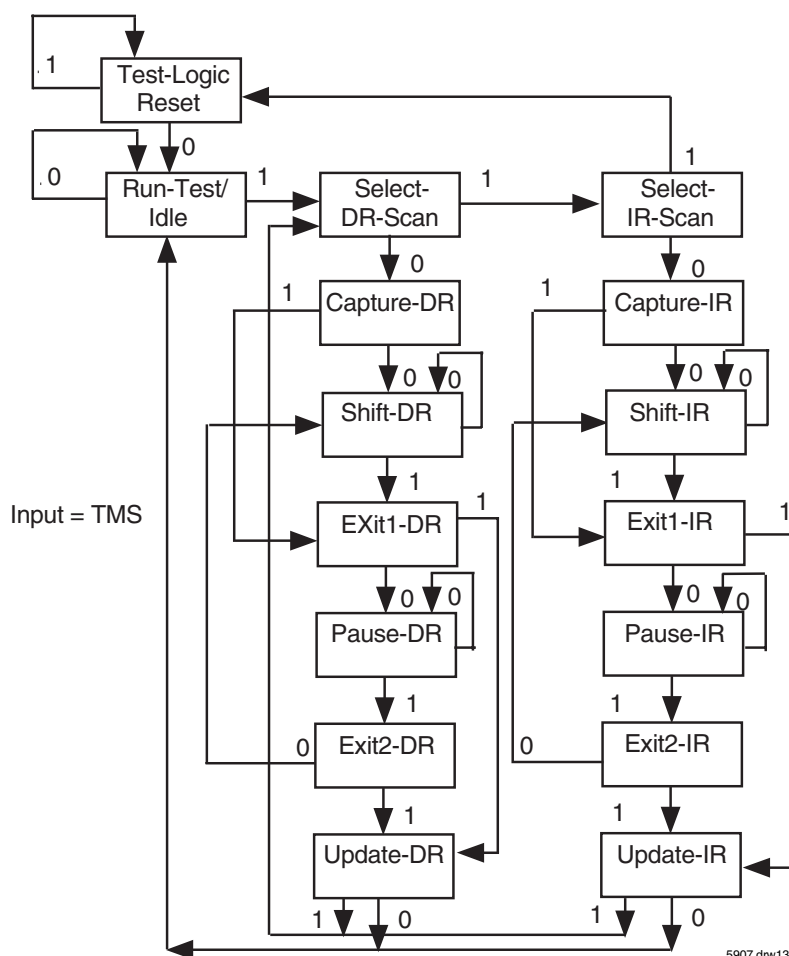 . 1
Test-Logic
Reset
0
1
. 0
Run-Test/
Idle
1
Select-
DR-Scan
1
Select-
IR-Scan
0
0
1
Capture-DR
1
Capture-IR
0
0
0
0
Shift-DR
Shift-IR
1
1
Input = TMS
EXit1-DR
1
Exit1-IR
1
0
0
0
0
Pause-DR
Pause-IR
1
1
0
Exit2-DR
0
Exit2-IR
1
1
Update-DR
Update-IR
1
0
1
0
5907 drw13